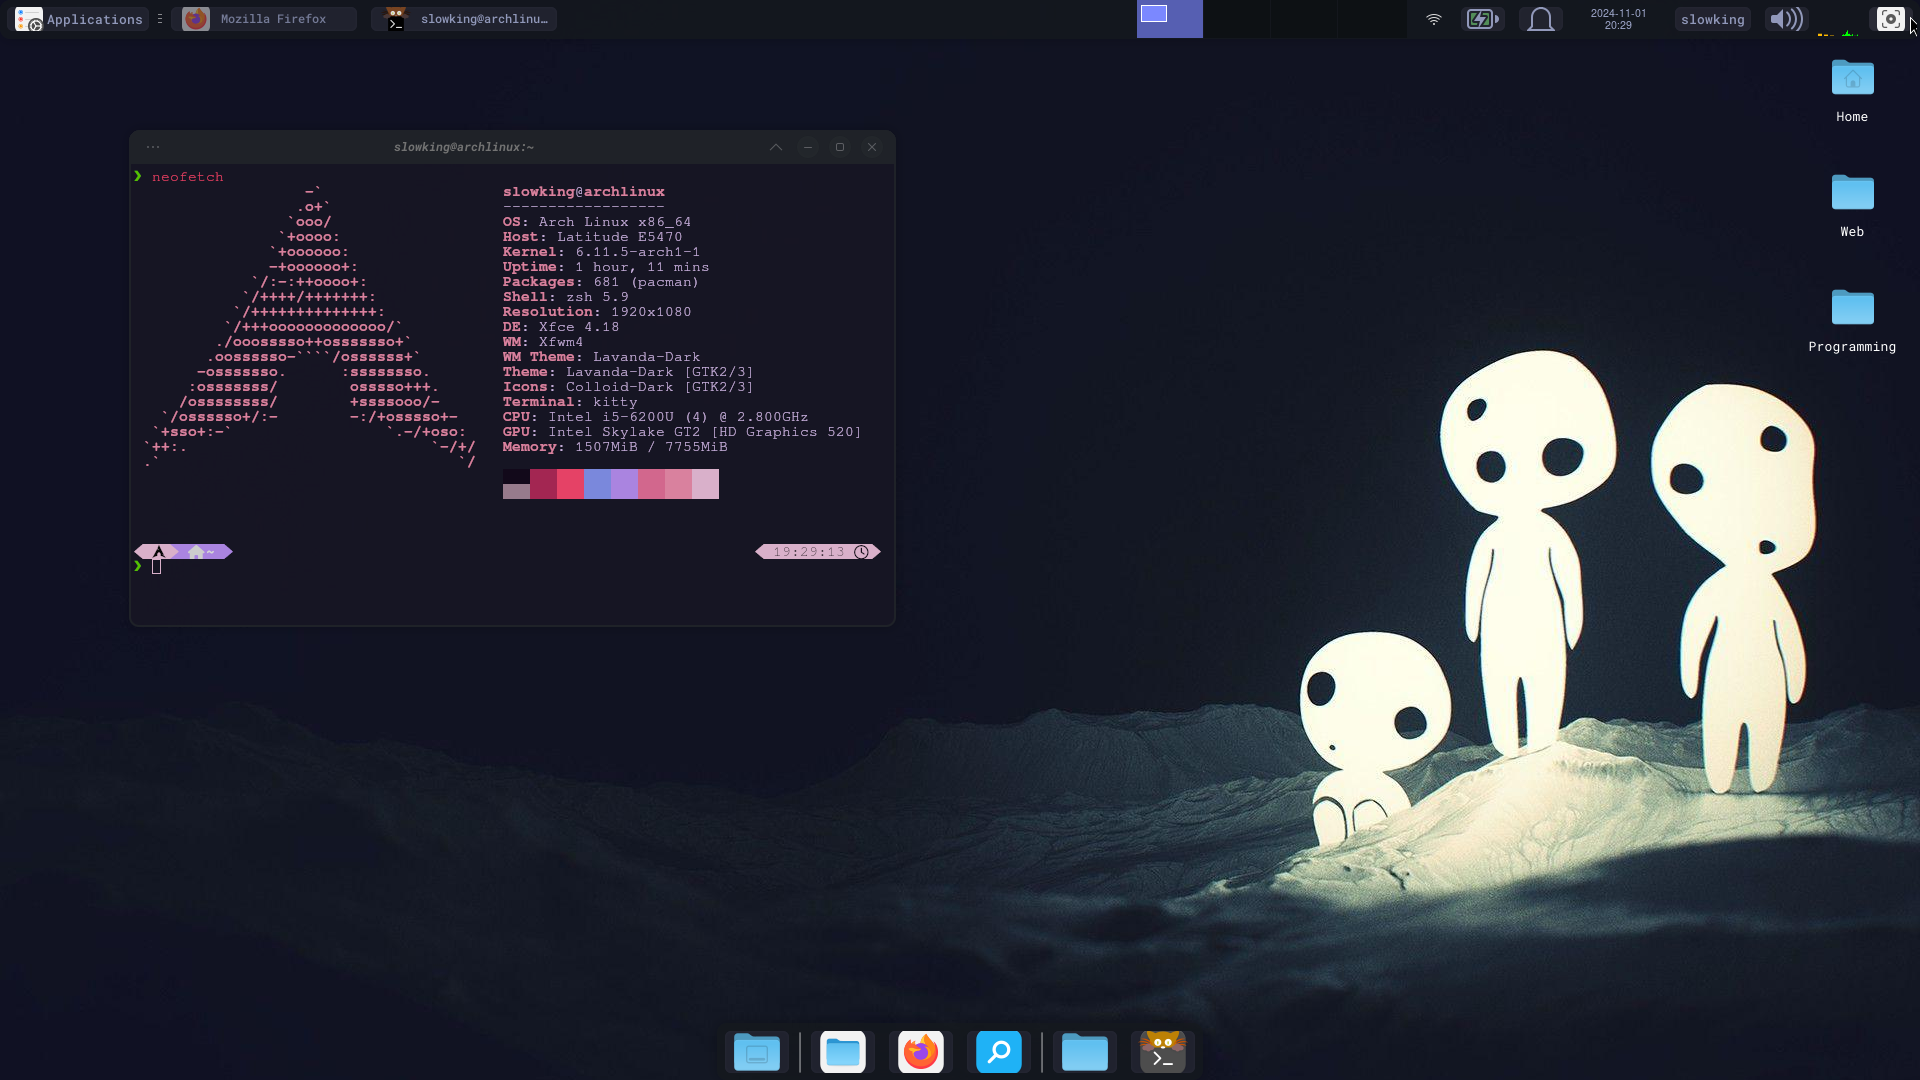 Applications
Mozilla Firefox
slowking@archlinu…
2024-11-01
20:29
slowking
Home
Web
Programming
slowking@archlinux:~
❯ neofetch
-`
.o+`
`ooo/
`+oooo:
`+oooooo:
-+oooooo+:
`/:-:++oooo+:
`/++++/+++++++:
`/++++++++++++++:
`/+++ooooooooooooo/`
./ooosssso++osssssso+`
.oossssso-````/ossssss+`
-osssssso.      :ssssssso.
:osssssss/        osssso+++.
/ossssssss/        +ssssooo/-
`/ossssso+/:-        -:/+osssso+-
`+sso+:-`                 `.-/+oso:
`++:.                           `-/+/
.`                                 `/
slowking@archlinux
------------------
OS: Arch Linux x86_64
Host: Latitude E5470
Kernel: 6.11.5-arch1-1
Uptime: 1 hour, 11 mins
Packages: 681 (pacman)
Shell: zsh 5.9
Resolution: 1920x1080
DE: Xfce 4.18
WM: Xfwm4
WM Theme: Lavanda-Dark
Theme: Lavanda-Dark [GTK2/3]
Icons: Colloid-Dark [GTK2/3]
Terminal: kitty
CPU: Intel i5-6200U (4) @ 2.800GHz
GPU: Intel Skylake GT2 [HD Graphics 520]
Memory: 1507MiB / 7755MiB
~
19:29:13
❯